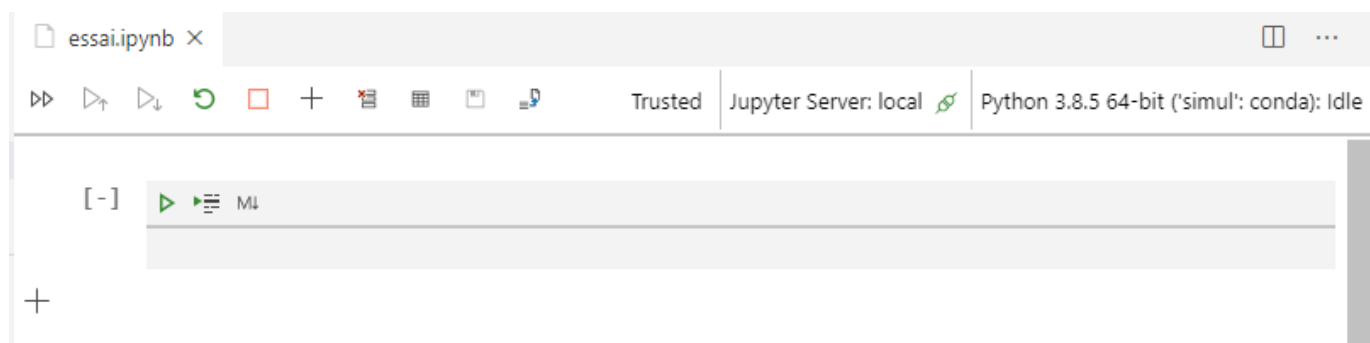 essai.ipynb
Trusted Jupyter Server: local Python 3.8.5 64-bit ('simul': conda): Idle
[-] M↓